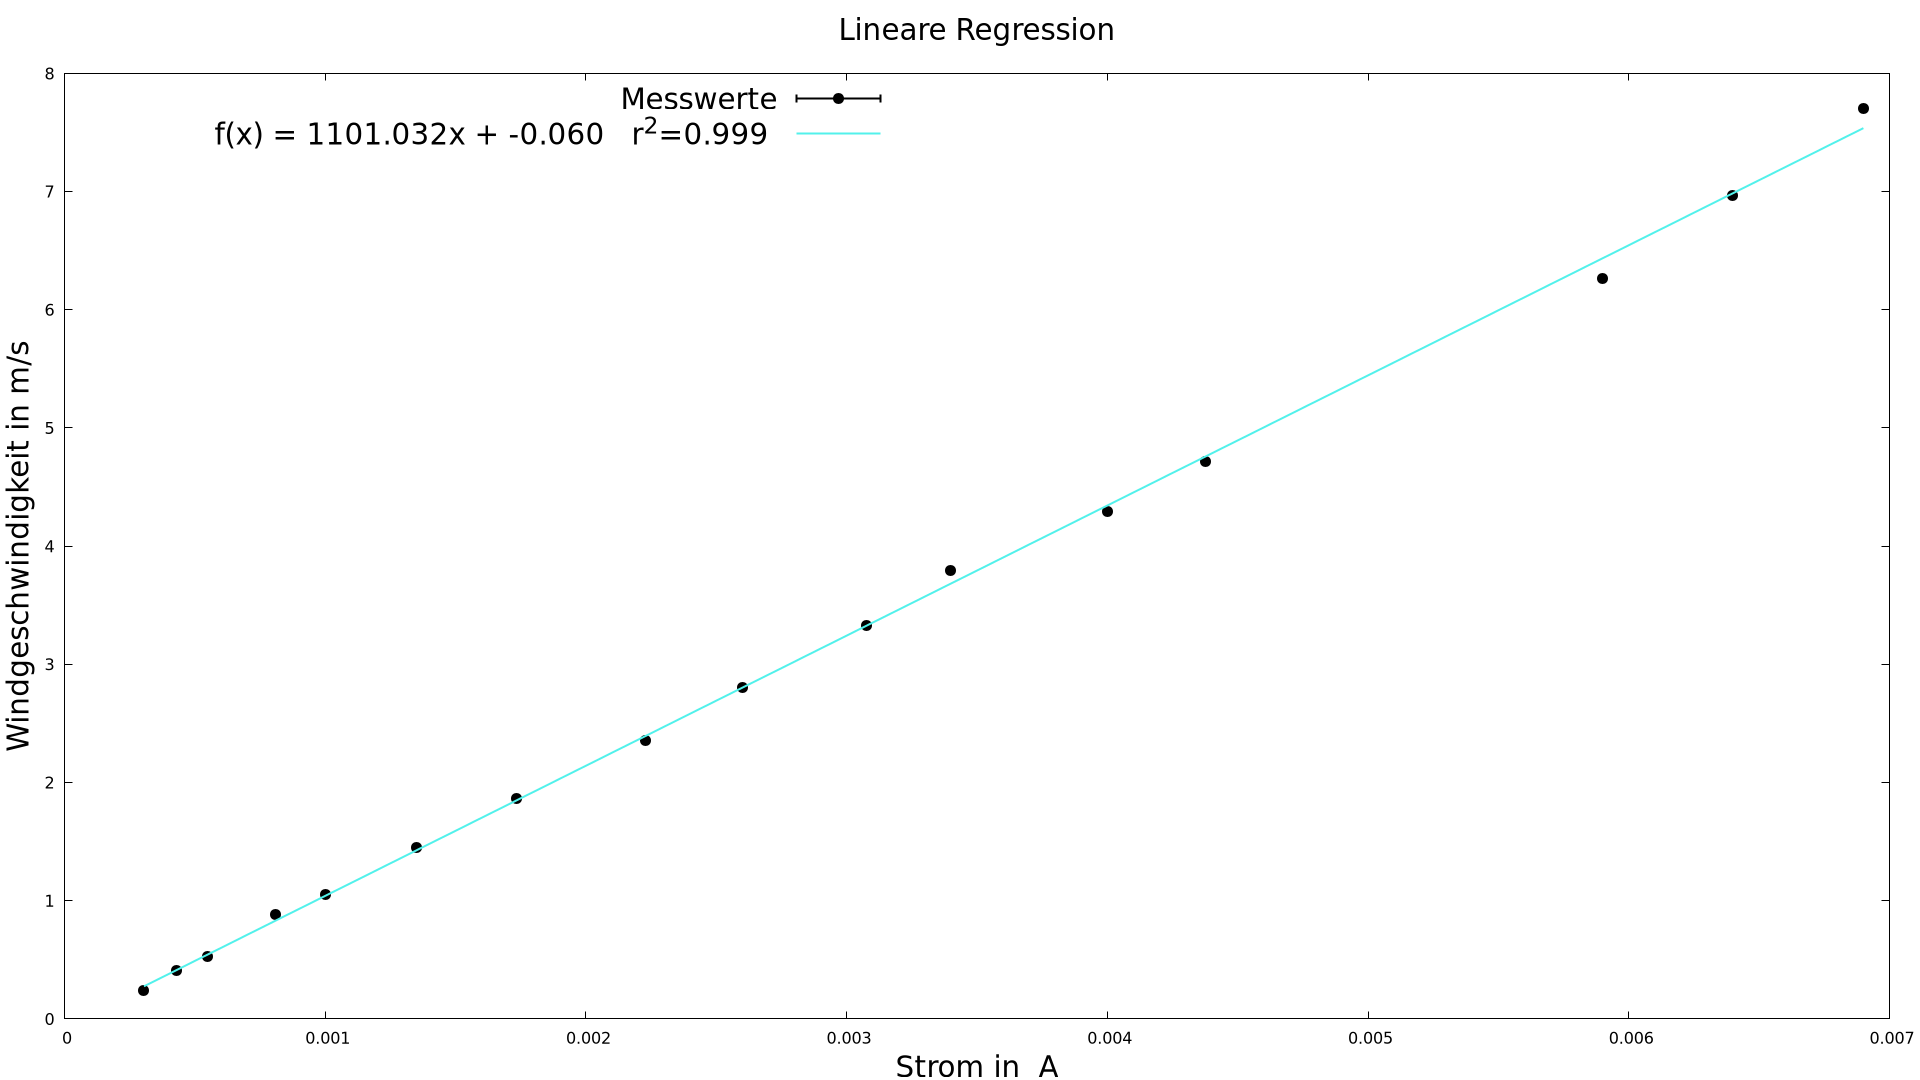 Lineare Regression
Messwerte
f(x) = 1101.032x + -0.060   r²=0.999
Windgeschwindigkeit in m/s
8
7
6
5
4
3
2
1
0
0 0.001 0.002 0.003 0.004 0.005 0.006 0.007
Strom in  A